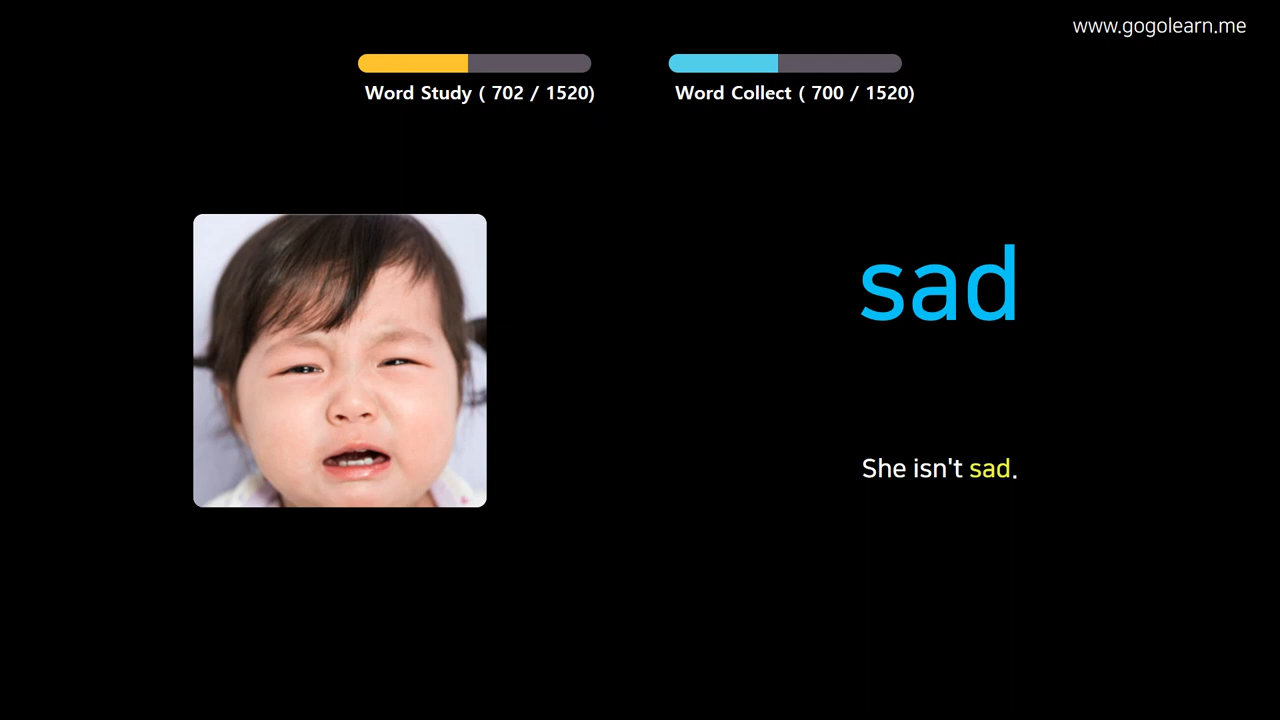 www.gogolearn.me
Word Study ( 702 / 1520)
Word Collect ( 700 / 1520)
sad
She isn't sad.